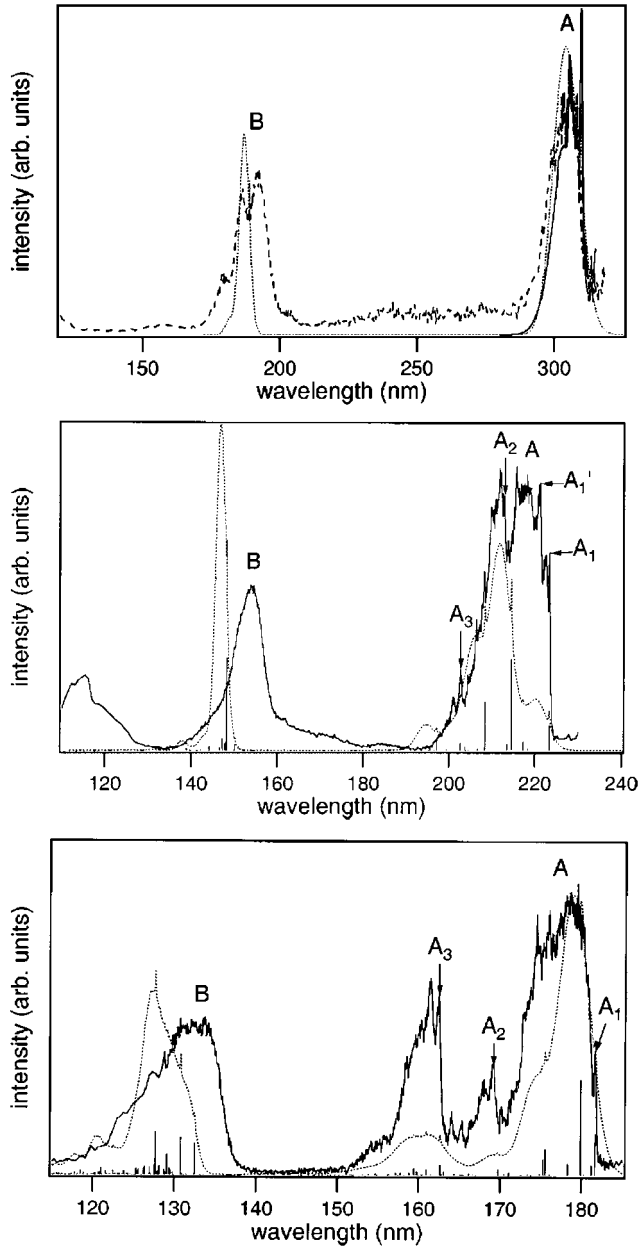 A
B
intensity (arb. units)
150 200 250 300
wavelength (nm)
A₂ A
A₁'
B
A₁
A₃
intensity (arb. units)
120 140 160 180 200 220 240
wavelength (nm)
A
A₃
B
A₂ A₁
intensity (arb. units)
120 130 140 150 160 170 180
wavelength (nm)